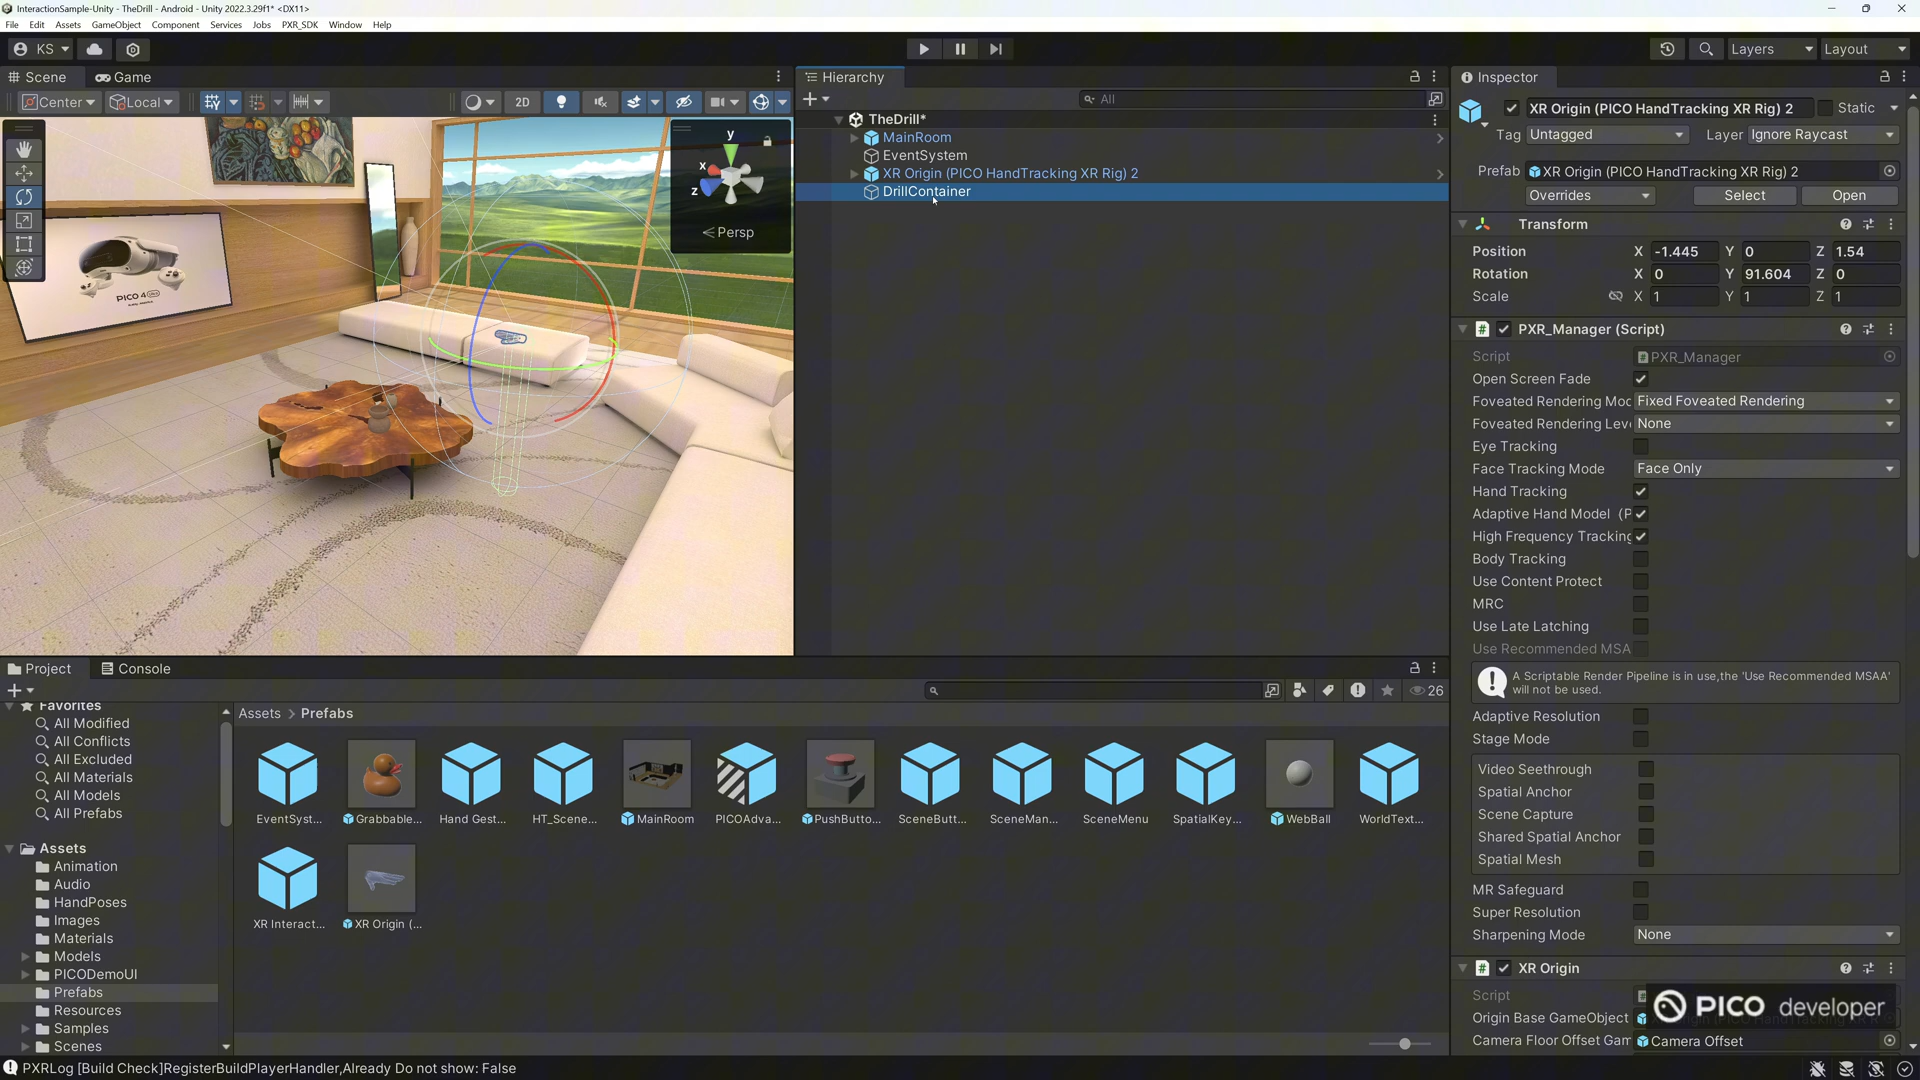 InteractionSample-Unity - TheDrill - Android - Unity 2022.3.29f1* <DX11>
File Edit Assets GameObject Component Services Jobs PXR_SDK Window Help
KS
Layers
Layout
Scene
Game
Center
Local
2D
y
x
z
Persp
PICO 4
Hierarchy
All
TheDrill*
MainRoom
EventSystem
XR Origin (PICO HandTracking XR Rig) 2
DrillContainer
Inspector
XR Origin (PICO HandTracking XR Rig) 2
Static
Tag Untagged
Layer Ignore Raycast
Prefab XR Origin (PICO HandTracking XR Rig) 2
Overrides Select Open
Transform
Position X -1.445 Y 0 Z 1.54
Rotation X 0 Y 91.604 Z 0
Scale X 1 Y 1 Z 1
# PXR_Manager (Script)
Script PXR_Manager
Open Screen Fade
Foveated Rendering Mod Fixed Foveated Rendering
Foveated Rendering Leve None
Eye Tracking
Face Tracking Mode Face Only
Hand Tracking
Adaptive Hand Model (P
High Frequency Tracking
Body Tracking
Use Content Protect
MRC
Use Late Latching
Use Recommended MSA
A Scriptable Render Pipeline is in use,the 'Use Recommended MSAA'
will not be used.
Adaptive Resolution
Stage Mode
Video Seethrough
Spatial Anchor
Scene Capture
Shared Spatial Anchor
Spatial Mesh
MR Safeguard
Super Resolution
Sharpening Mode None
# XR Origin
Script
Origin Base GameObject
Camera Floor Offset Gam Camera Offset
PICO developer
Project
Console
26
Favorites
All Modified
All Conflicts
All Excluded
All Materials
All Models
All Prefabs
Assets
Animation
Audio
HandPoses
Images
Materials
Models
PICODemoUI
Prefabs
Resources
Samples
Scenes
Assets > Prefabs
EventSyst... Grabbable... Hand Gest... HT_Scene... MainRoom PICOAdva... PushButto... SceneButt... SceneMan... SceneMenu SpatialKey... WebBall WorldText...
XR Interact... XR Origin (...
PXRLog [Build Check]RegisterBuildPlayerHandler,Already Do not show: False